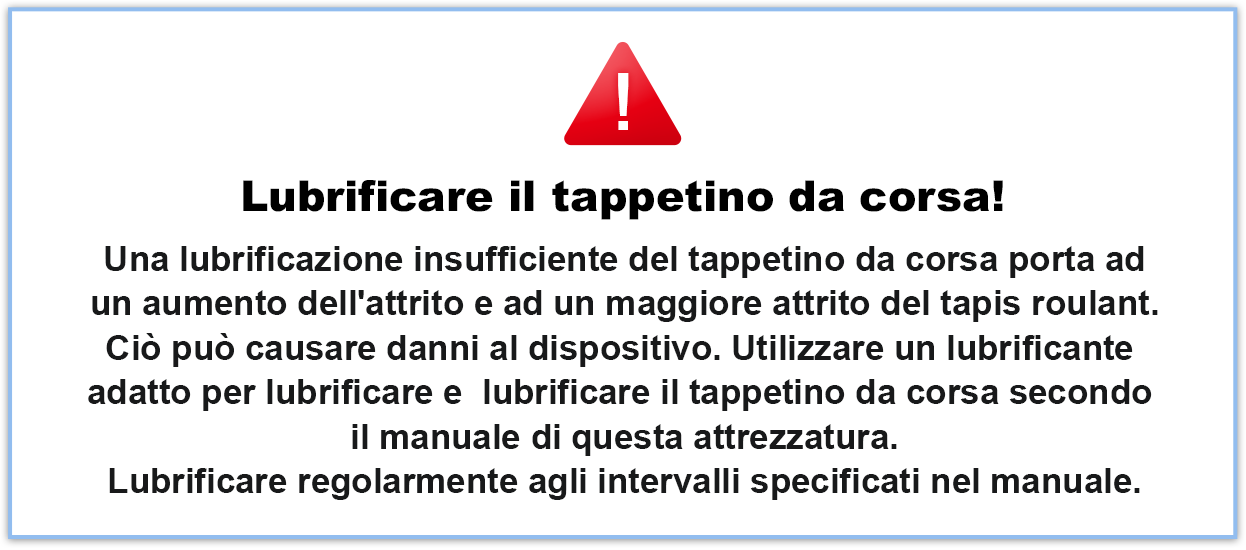 Lubrificare il tappetino da corsa!
Una lubrificazione insufficiente del tappetino da corsa porta ad
un aumento dell'attrito e ad un maggiore attrito del tapis roulant.
Ciò può causare danni al dispositivo. Utilizzare un lubrificante
adatto per lubrificare e  lubrificare il tappetino da corsa secondo
il manuale di questa attrezzatura.
Lubrificare regolarmente agli intervalli specificati nel manuale.